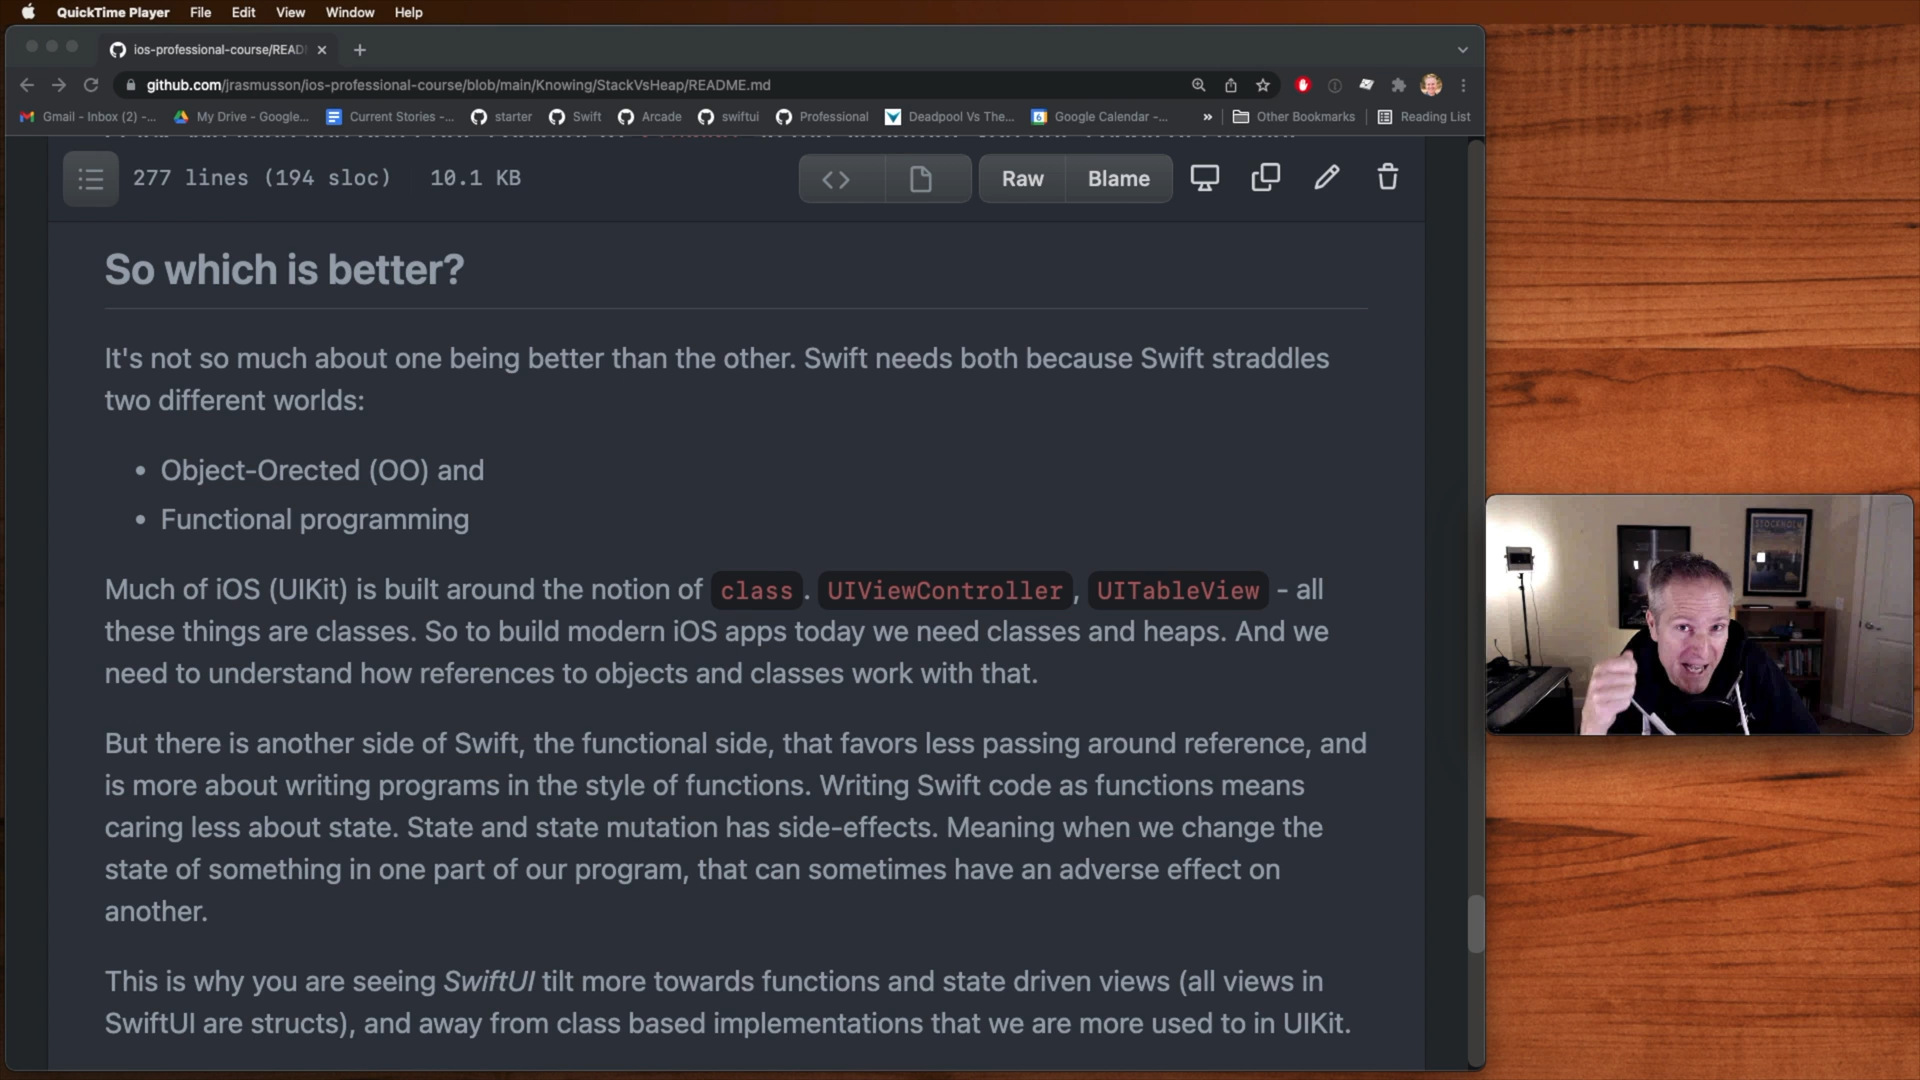 QuickTime Player File Edit View Window Help
ios-professional-course/READ
github.com/jrasmusson/ios-professional-course/blob/main/Knowing/StackVsHeap/README.md
Gmail - Inbox (2) -... My Drive - Google... Current Stories -... starter Swift Arcade swiftui Professional Deadpool Vs The... Google Calendar -... » Other Bookmarks Reading List
277 lines (194 sloc) 10.1 KB <> Raw Blame
So which is better?
It's not so much about one being better than the other. Swift needs both because Swift straddles
two different worlds:
• Object-Orected (OO) and
• Functional programming
Much of iOS (UIKit) is built around the notion of class. UIViewController, UITableView - all
these things are classes. So to build modern iOS apps today we need classes and heaps. And we
need to understand how references to objects and classes work with that.
But there is another side of Swift, the functional side, that favors less passing around reference, and
is more about writing programs in the style of functions. Writing Swift code as functions means
caring less about state. State and state mutation has side-effects. Meaning when we change the
state of something in one part of our program, that can sometimes have an adverse effect on
another.
This is why you are seeing SwiftUI tilt more towards functions and state driven views (all views in
SwiftUI are structs), and away from class based implementations that we are more used to in UIKit.
STOCKHOLM